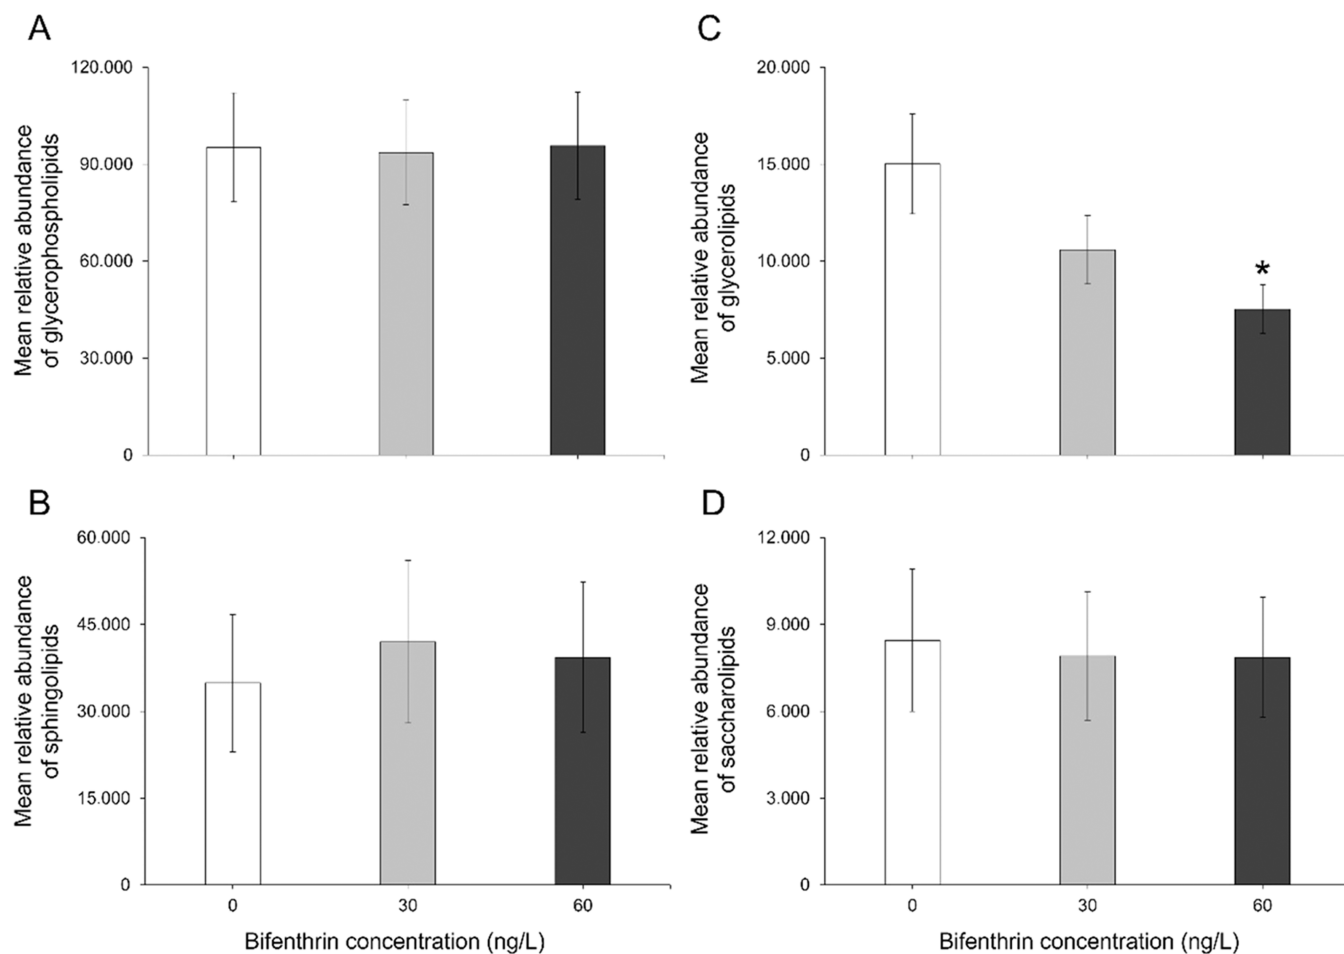 A
120.000
90.000
60.000
30.000
0
Mean relative abundance
of glycerophospholipids
C
20.000
15.000
10.000
5.000
0
Mean relative abundance
of glycerolipids
*
B
60.000
45.000
30.000
15.000
0
Mean relative abundance
of sphingolipids
0 30 60
Bifenthrin concentration (ng/L)
D
12.000
9.000
6.000
3.000
0
Mean relative abundance
of saccharolipids
0 30 60
Bifenthrin concentration (ng/L)